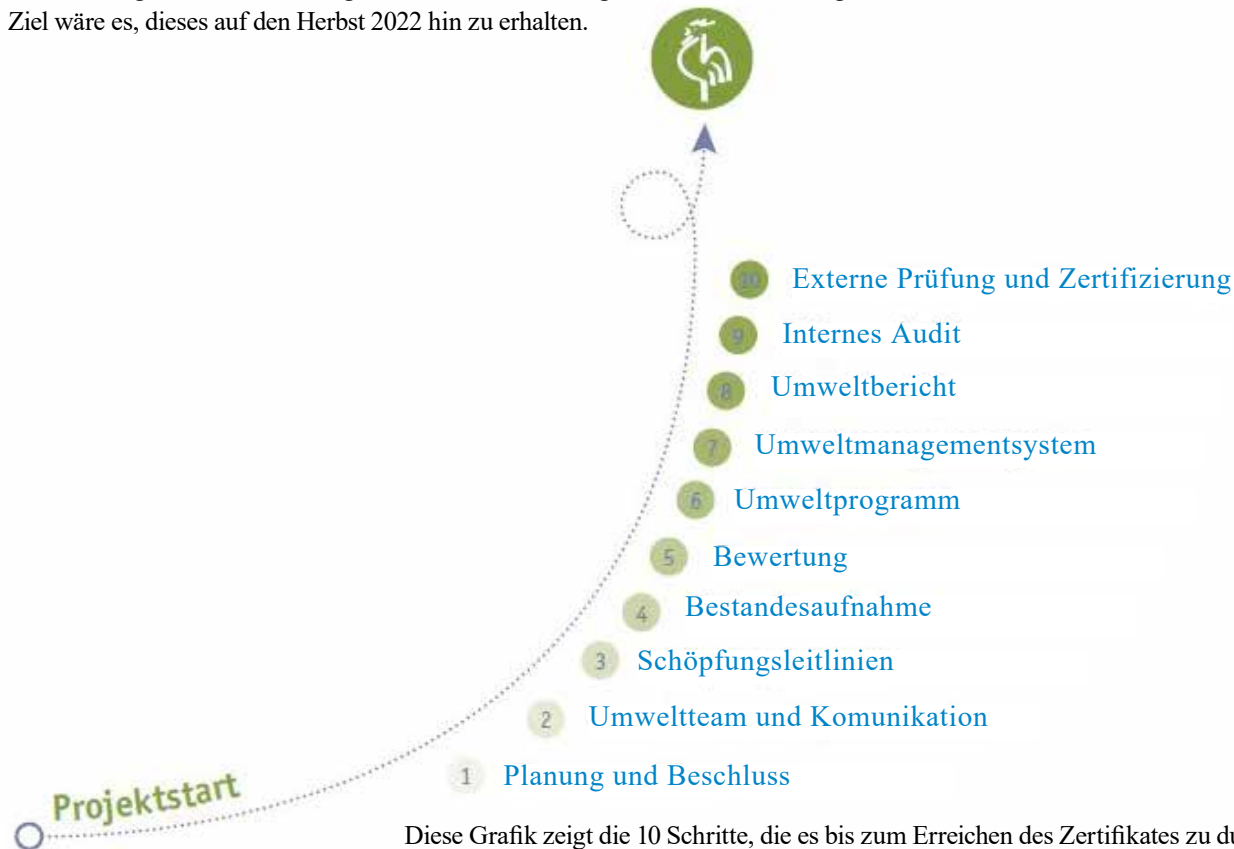 Ziel wäre es, dieses auf den Herbst 2022 hin zu erhalten.
10 Externe Prüfung und Zertifizierung
9 Internes Audit
8 Umweltbericht
7 Umweltmanagementsystem
6 Umweltprogramm
5 Bewertung
4 Bestandesaufnahme
3 Schöpfungsleitlinien
2 Umweltteam und Komunikation
1 Planung und Beschluss
Projektstart
Diese Grafik zeigt die 10 Schritte, die es bis zum Erreichen des Zertifikates zu